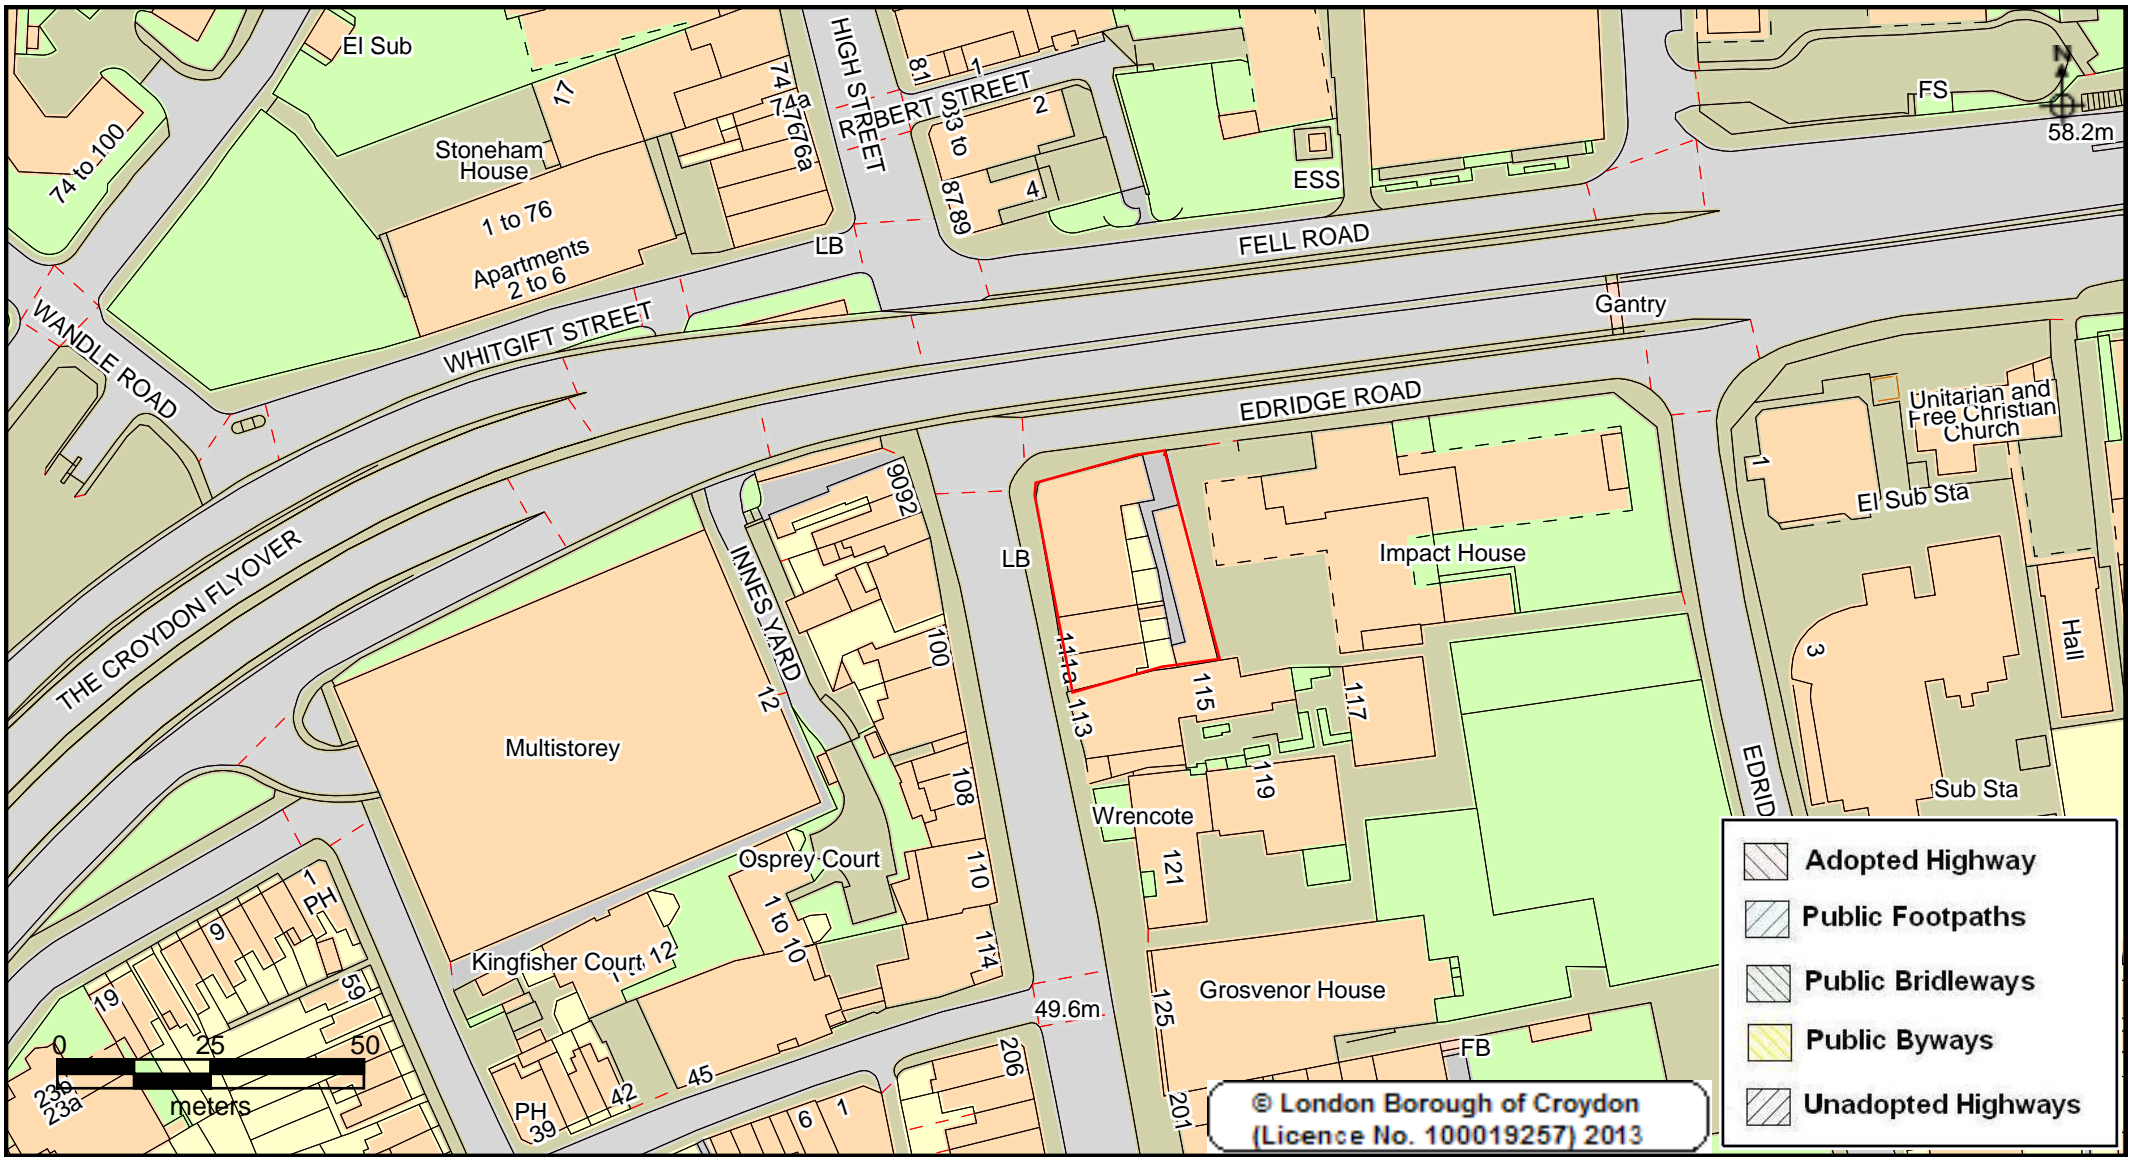 El Sub
HIGH STREET
81
1
N
FS
17
74
74a
76
76a
ROBERT STREET
2
83 to
58.2m
74 to 100
Stoneham
House
ESS
4
87
89
1 to 76
Apartments
2 to 6
LB
FELL ROAD
WANDLE ROAD
WHITGIFT STREET
Gantry
EDRIDGE ROAD
Unitarian and
Free Christian
Church
1
El Sub Sta
90
92
LB
Impact House
INNES YARD
THE CROYDON FLYOVER
100
111a
Hall
3
12
113
115
117
Multistorey
EDRID
119
108
Wrencote
Sub Sta
121
Osprey Court
110
1
PH
9
1 to 10
114
Kingfisher Court
12
59
19
Grosvenor House
125
49.6m
0 25 50
meters
206
FB
45
42
23b
23a
PH
39
6
1
201
Adopted Highway
Public Footpaths
Public Bridleways
Public Byways
Unadopted Highways
© London Borough of Croydon
(Licence No. 100019257) 2013